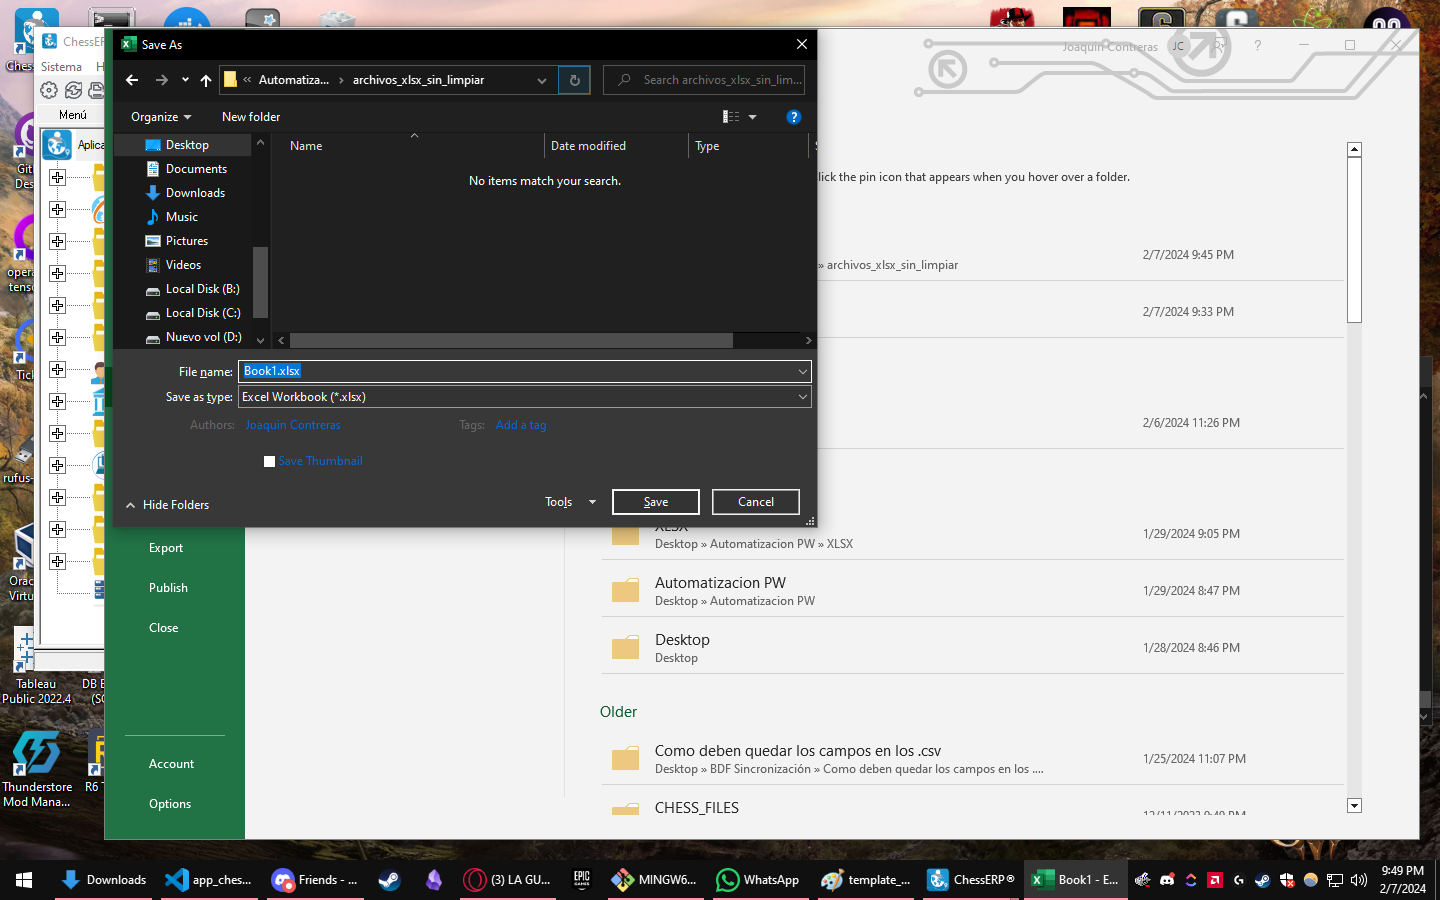 Save As
Automatiza...
archivos_xlsx_sin_limpiar
Search archivos_xlsx_sin_lim...
Organize
New folder
Desktop
Documents
Downloads
Music
Pictures
Videos
Local Disk (B:)
Local Disk (C:)
Nuevo vol (D:)
Name
Date modified
Type
No items match your search.
File name:
Book1.xlsx
Save as type:
Excel Workbook (*.xlsx)
Authors:
Joaquin Contreras
Tags:
Add a tag
Save Thumbnail
Hide Folders
Tools
Save
Cancel
ChessER
Sistema
Menú
Joaquin Contreras
JC
lick the pin icon that appears when you hover over a folder.
» archivos_xlsx_sin_limpiar
2/7/2024 9:45 PM
2/7/2024 9:33 PM
2/6/2024 11:26 PM
XLSX
Desktop » Automatizacion PW » XLSX
1/29/2024 9:05 PM
Automatizacion PW
Desktop » Automatizacion PW
1/29/2024 8:47 PM
Desktop
Desktop
1/28/2024 8:46 PM
Older
Como deben quedar los campos en los .csv
Desktop » BDF Sincronización » Como deben quedar los campos en los ....
1/25/2024 11:07 PM
CHESS_FILES
Export
Publish
Close
Account
Options
Tableau
Public 2022.4
Thunderstore
Mod Mana...
Downloads
app_ches...
Friends - ...
(3) LA GU...
EPIC
GAMES
MINGW6...
WhatsApp
template_...
ChessERP®
Book1 - E...
9:49 PM
2/7/2024